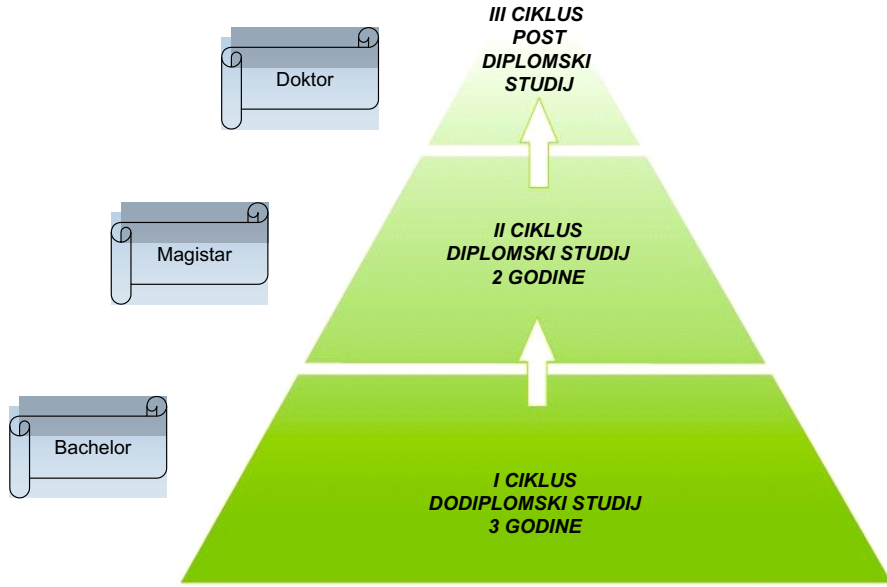 III CIKLUS
POST
DIPLOMSKI
STUDIJ
Doktor
II CIKLUS
DIPLOMSKI STUDIJ
2 GODINE
Magistar
I CIKLUS
DODIPLOMSKI STUDIJ
3 GODINE
Bachelor